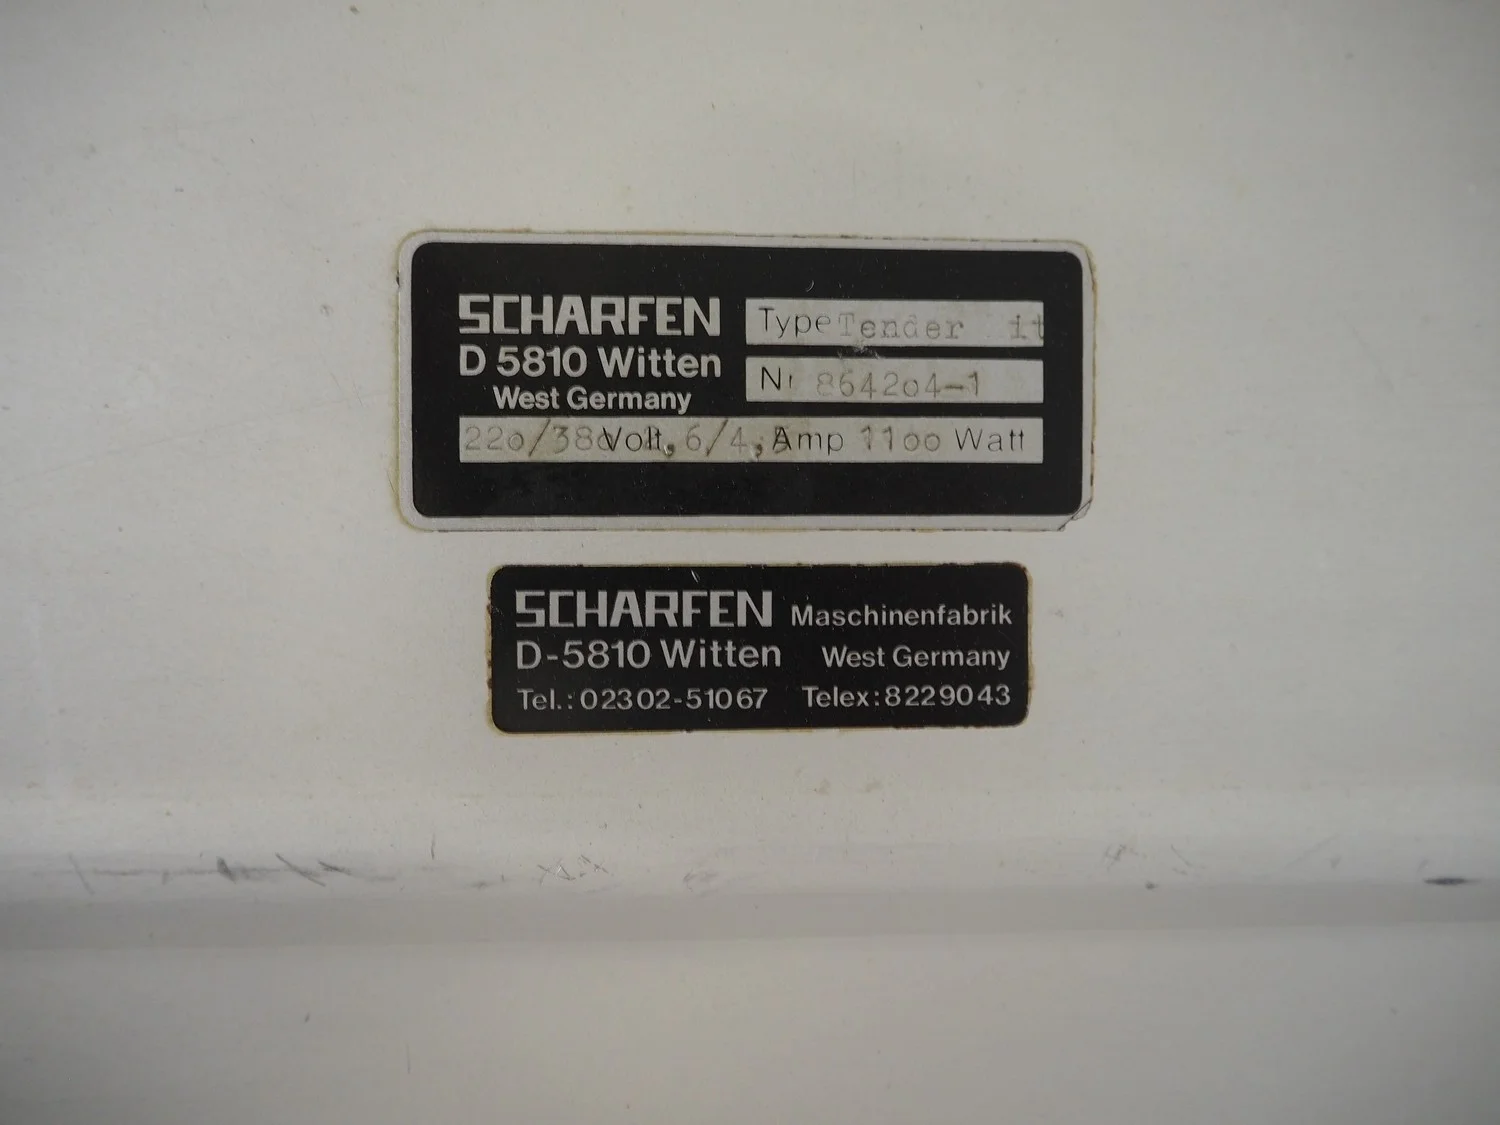 SCHARFEN
D 5810 Witten
West Germany
Type Tender it
Nr 864204-1
220/380 Volt, 6/4, Amp 1100 Watt
SCHARFEN Maschinenfabrik
D-5810 Witten West Germany
Tel.: 02302-51067 Telex: 8229043